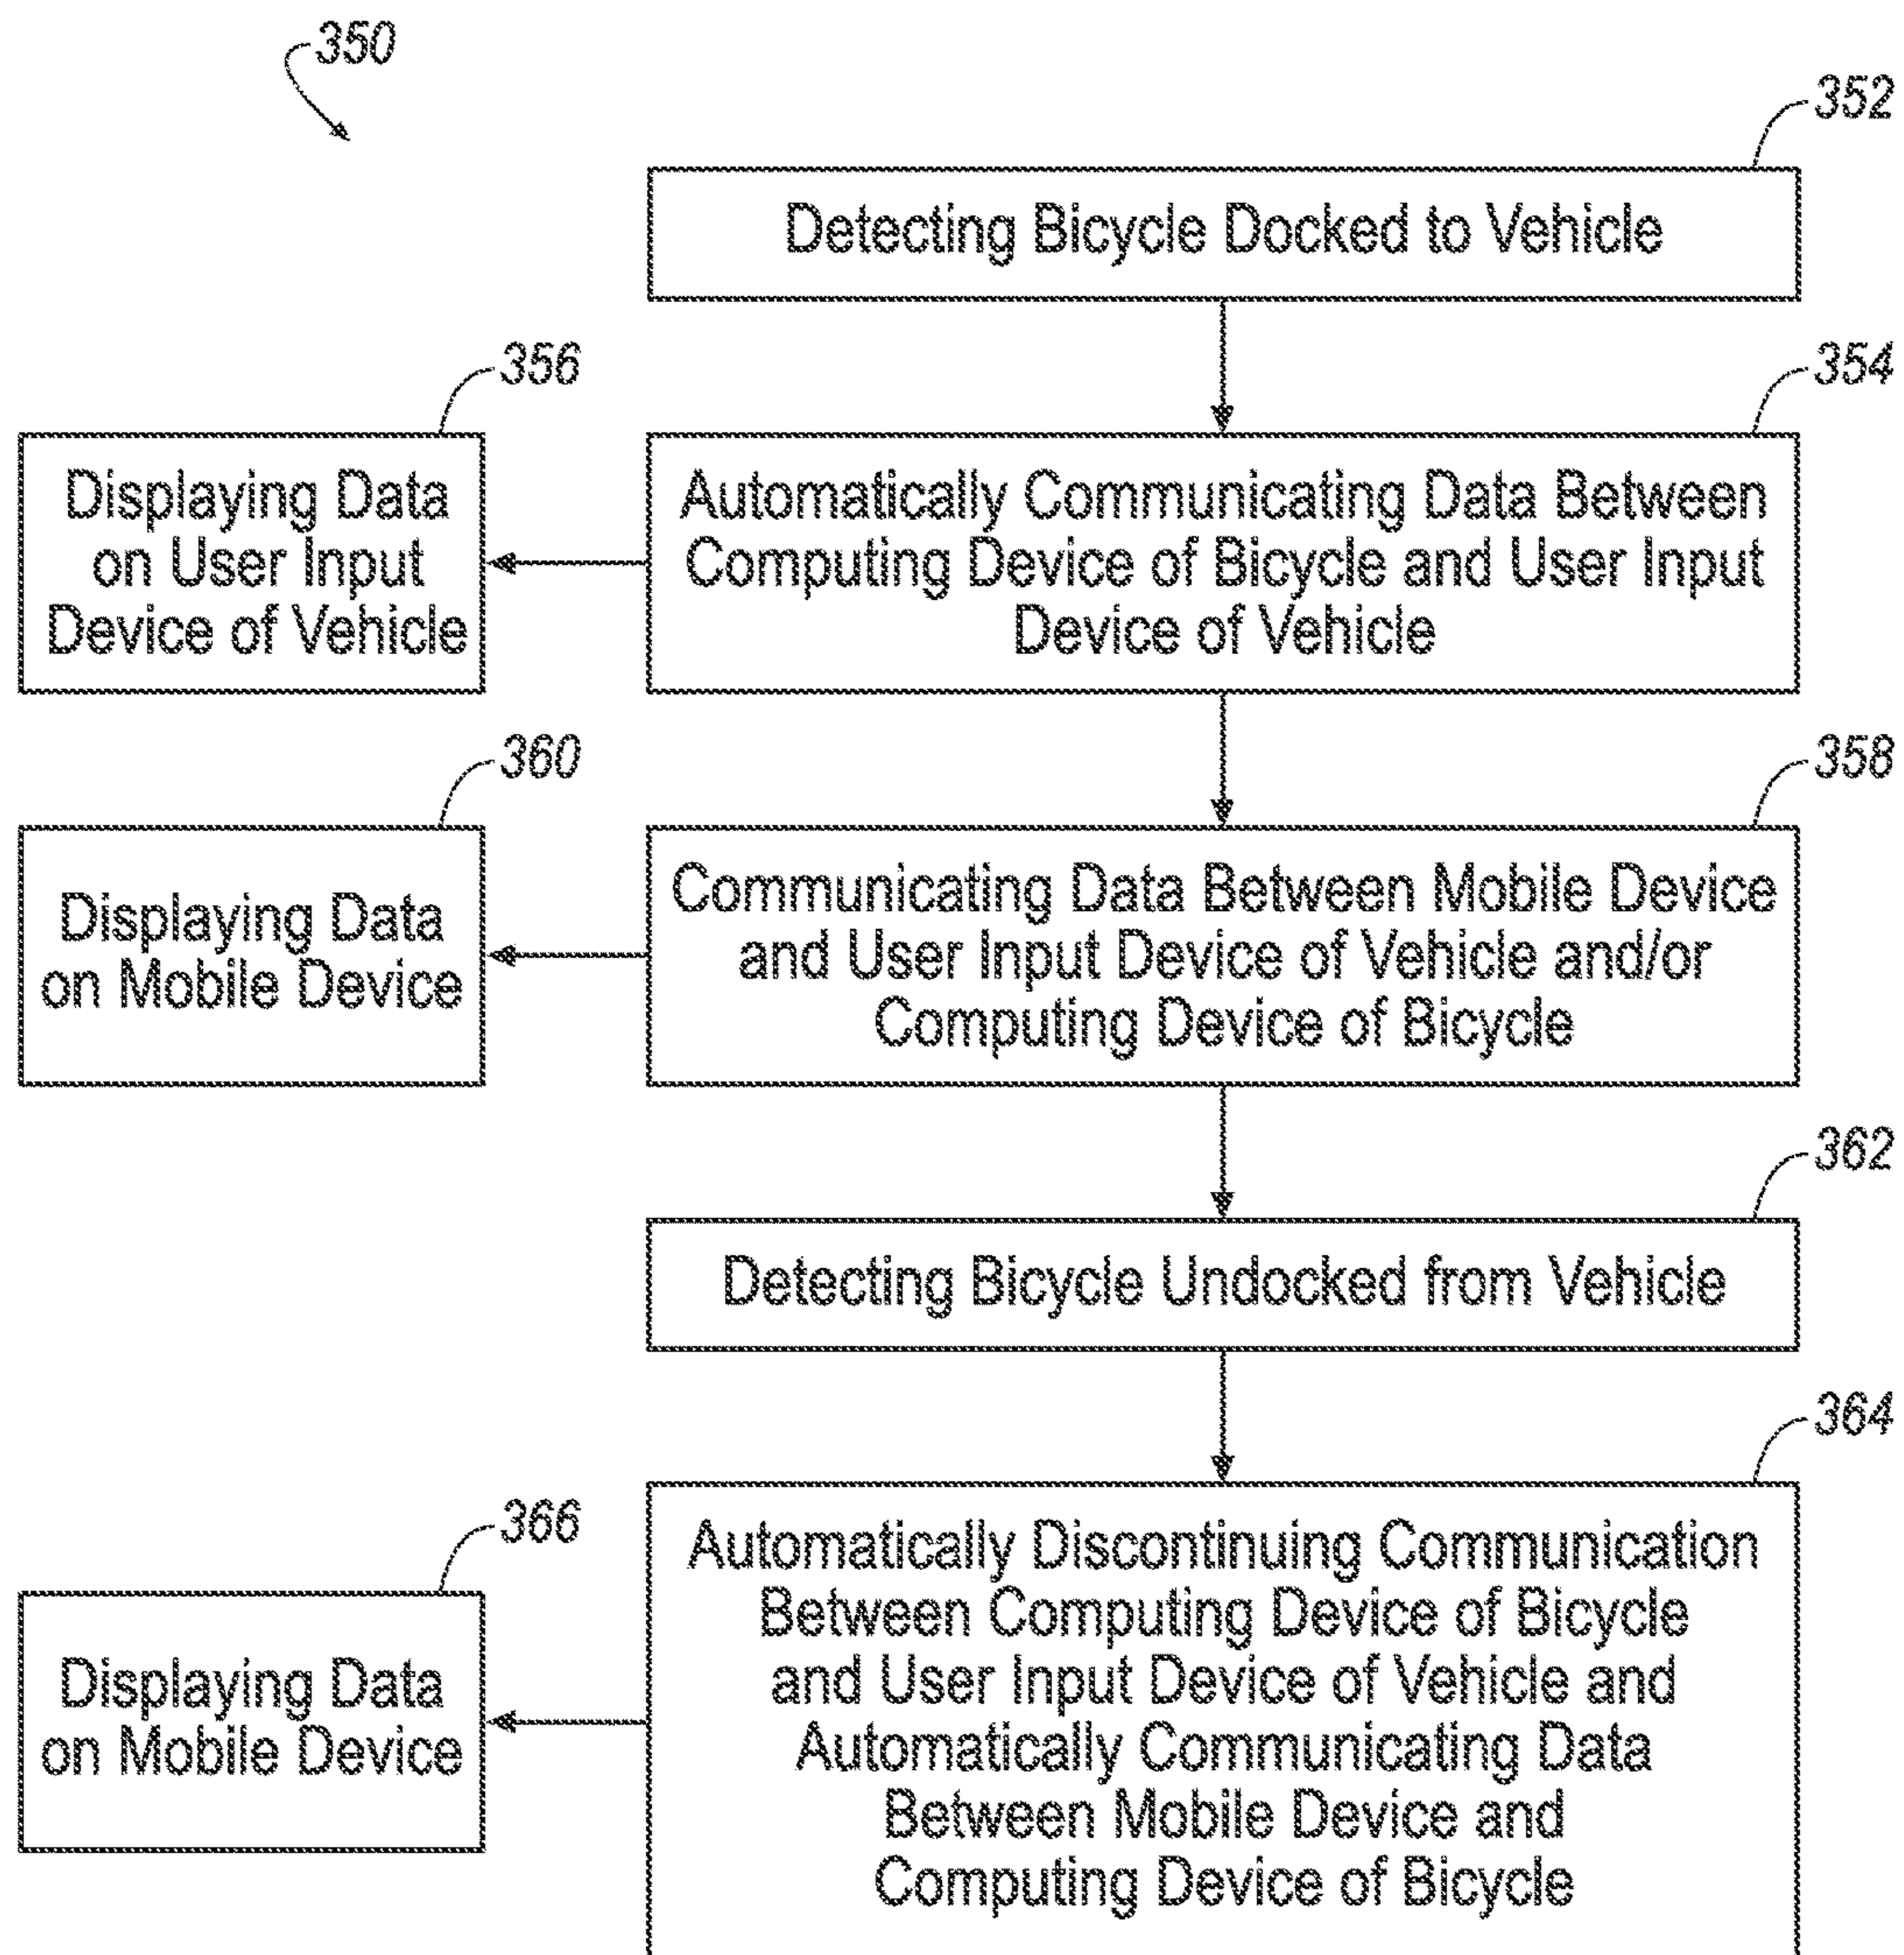 350
352
Detecting Bicycle Docked to Vehicle
356
354
Displaying Data
on User Input
Device of Vehicle
Automatically Communicating Data Between
Computing Device of Bicycle and User Input
Device of Vehicle
360
358
Displaying Data
on Mobile Device
Communicating Data Between Mobile Device
and User Input Device of Vehicle and/or
Computing Device of Bicycle
362
Detecting Bicycle Undocked from Vehicle
364
366
Displaying Data
on Mobile Device
Automatically Discontinuing Communication
Between Computing Device of Bicycle
and User Input Device of Vehicle and
Automatically Communicating Data
Between Mobile Device and
Computing Device of Bicycle